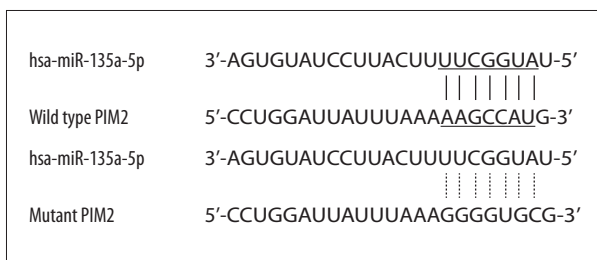 hsa-miR-135a-5p 3′-AGUGUAUCCUUACUUUUCGGUAU-5′
Wild type PIM2 5′-CCUGGAUUAUUUAAAAAGCCAUG-3′
hsa-miR-135a-5p 3′-AGUGUAUCCUUACUUUUCGGUAU-5′
Mutant PIM2 5′-CCUGGAUUAUUUAAAGGGGUGCG-3′